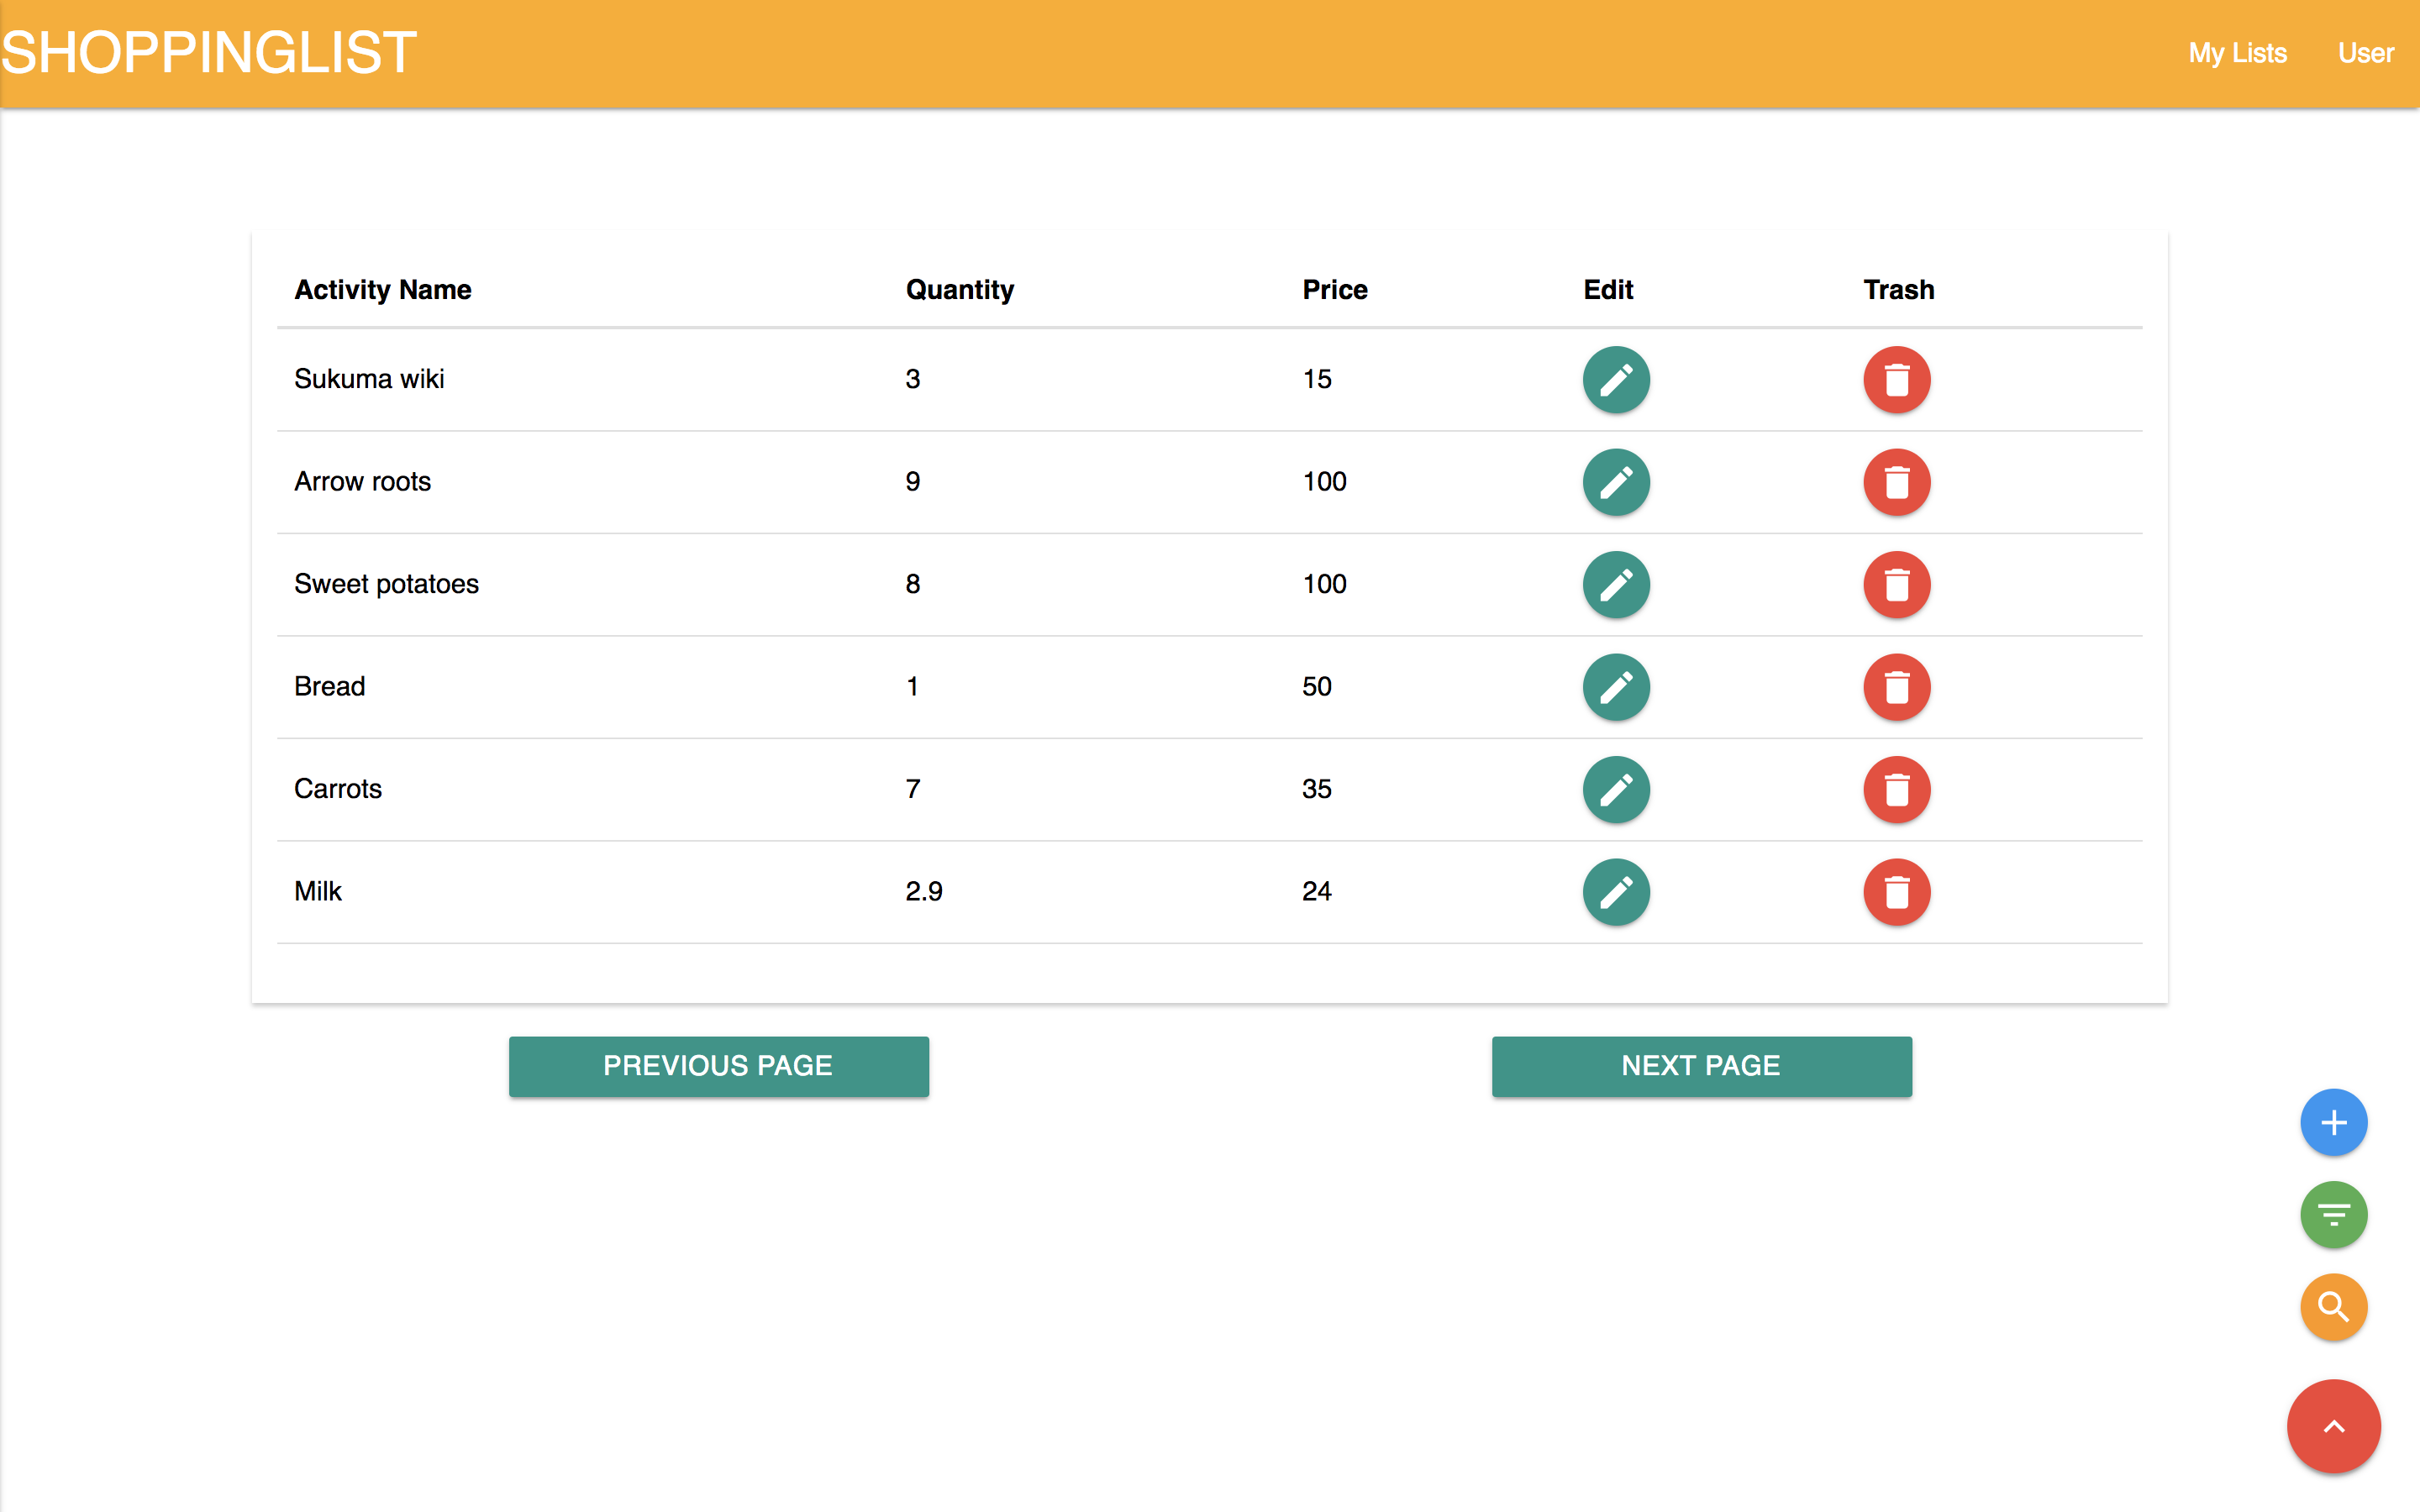 SHOPPINGLIST My Lists User
Activity Name Quantity Price Edit Trash
Sukuma wiki 3 15
Arrow roots 9 100
Sweet potatoes 8 100
Bread 1 50
Carrots 7 35
Milk 2.9 24
PREVIOUS PAGE NEXT PAGE